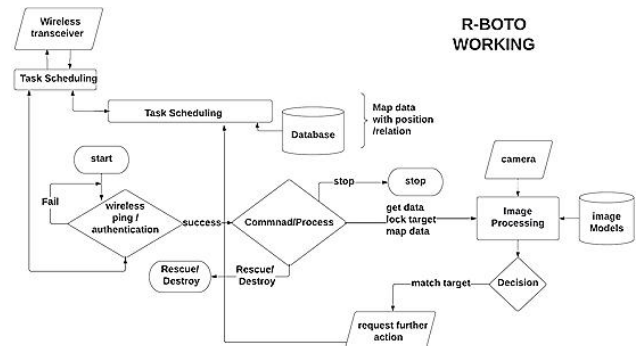 R-BOTO
WORKING
Wireless
transceiver
Task Scheduling
Task Scheduling
Database
Map data
with position
/relation
start
Fail
wireless
ping /
authentication
success
Commnad/Process
stop
stop
get data
lock target
map data
camera
Image
Processing
image
Models
Rescue/
Destroy
Rescue/
Destroy
Decision
match target
request further
action